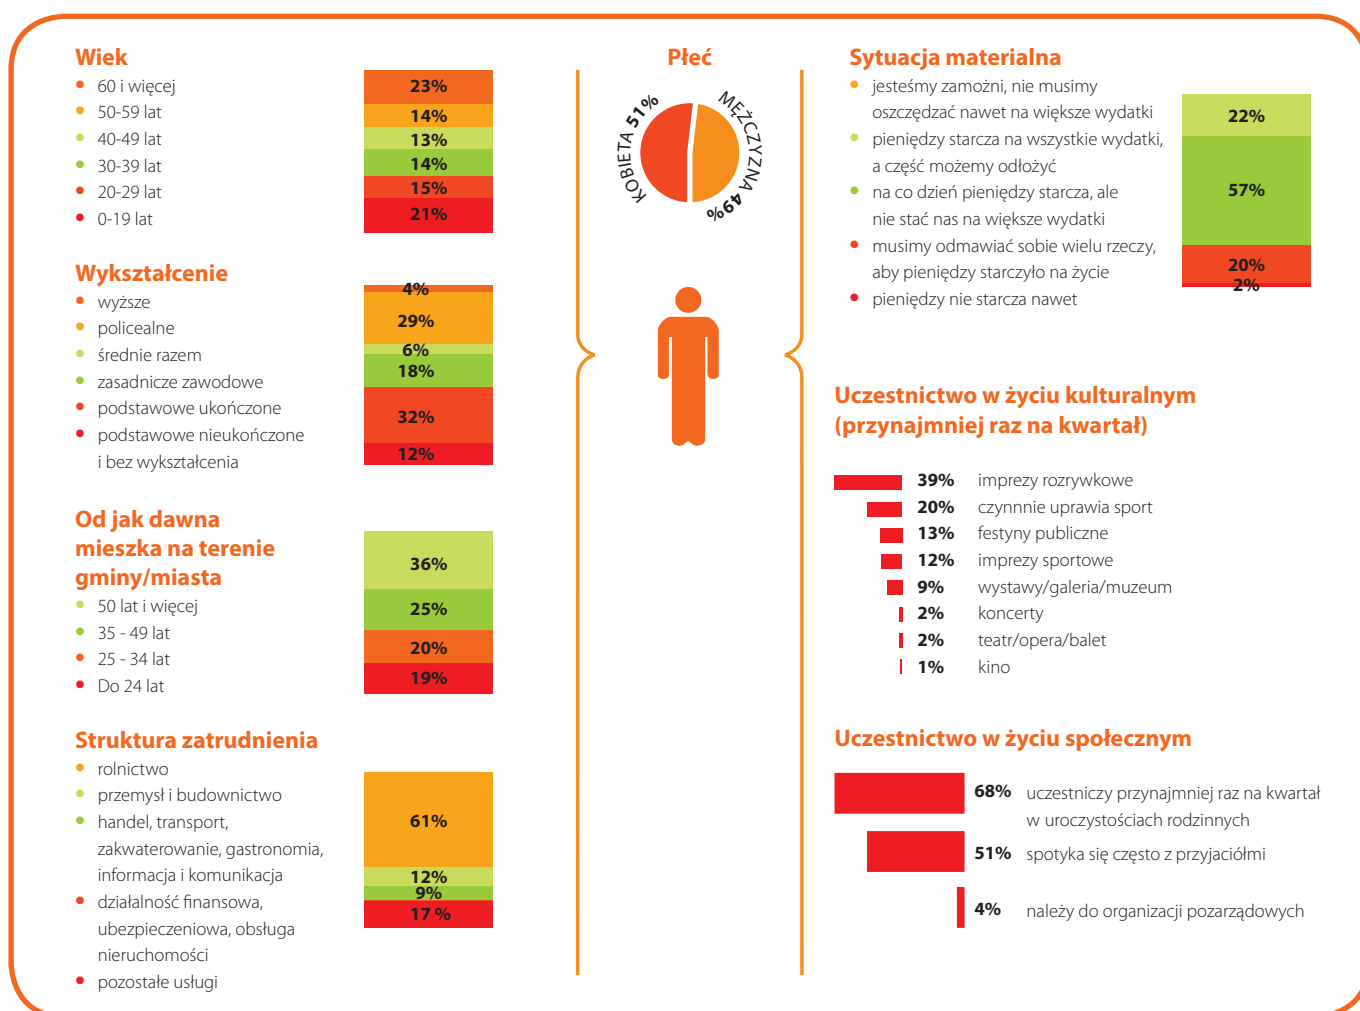 Wiek
60 i więcej
50-59 lat
40-49 lat
30-39 lat
20-29 lat
0-19 lat
23%
14%
13%
14%
15%
21%
Wykształcenie
wyższe
policealne
średnie razem
zasadnicze zawodowe
podstawowe ukończone
podstawowe nieukończone
i bez wykształcenia
4%
29%
6%
18%
32%
12%
Od jak dawna
mieszka na terenie
gminy/miasta
50 lat i więcej
35 - 49 lat
25 - 34 lat
Do 24 lat
36%
25%
20%
19%
Struktura zatrudnienia
rolnictwo
przemysł i budownictwo
handel, transport,
zakwaterowanie, gastronomia,
informacja i komunikacja
działalność finansowa,
ubezpieczeniowa, obsługa
nieruchomości
pozostałe usługi
61%
12%
9%
17 %
Płeć
KOBIETA 51%
MĘŻCZYZNA 49%
Sytuacja materialna
jesteśmy zamożni, nie musimy
oszczędzać nawet na większe wydatki
pieniędzy starcza na wszystkie wydatki,
a część możemy odłożyć
na co dzień pieniędzy starcza, ale
nie stać nas na większe wydatki
musimy odmawiać sobie wielu rzeczy,
aby pieniędzy starczyło na życie
pieniędzy nie starcza nawet
22%
57%
20%
2%
Uczestnictwo w życiu kulturalnym
(przynajmniej raz na kwartał)
39% imprezy rozrywkowe
20% czynnnie uprawia sport
13% festyny publiczne
12% imprezy sportowe
9% wystawy/galeria/muzeum
2% koncerty
2% teatr/opera/balet
1% kino
Uczestnictwo w życiu społecznym
68% uczestniczy przynajmniej raz na kwartał
w uroczystościach rodzinnych
51% spotyka się często z przyjaciółmi
4% należy do organizacji pozarządowych